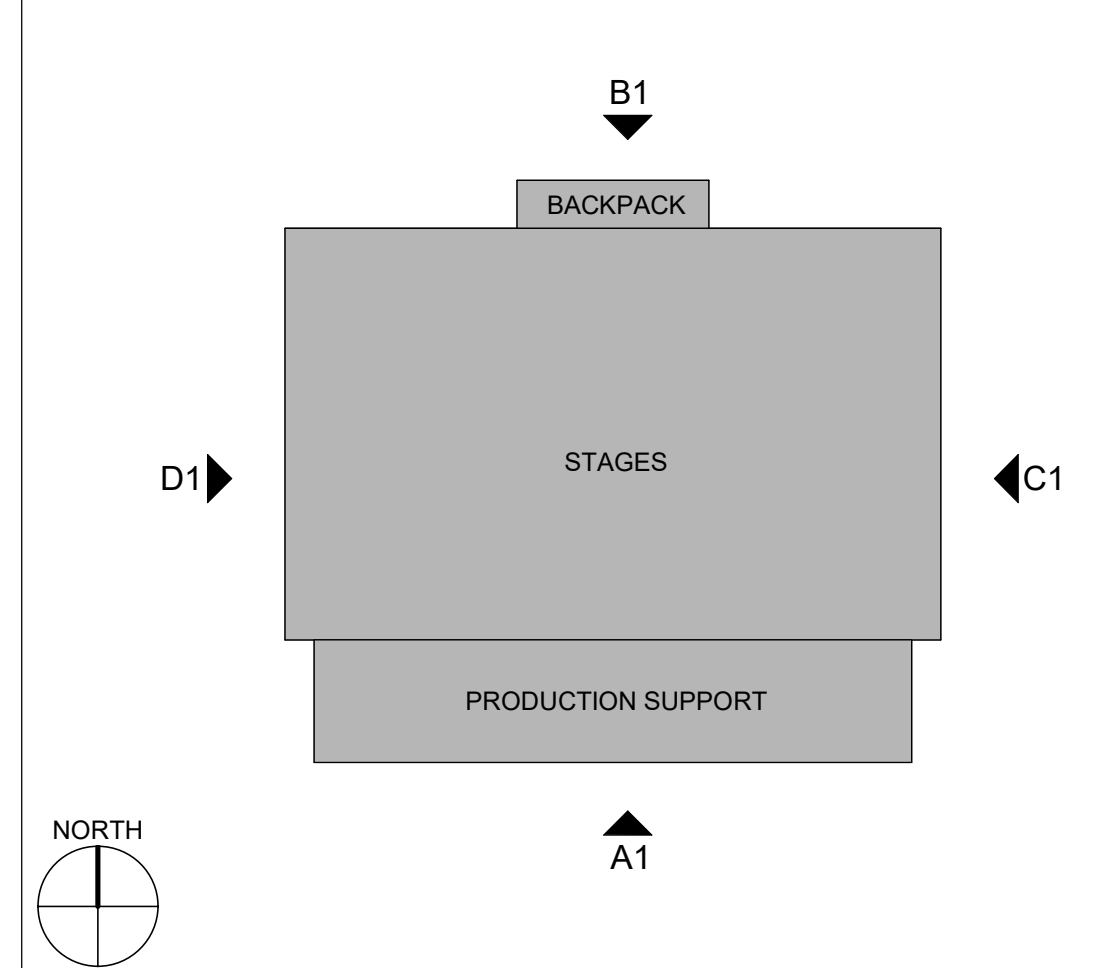 B1
BACKPACK
STAGES
D1
C1
PRODUCTION SUPPORT
NORTH
A1